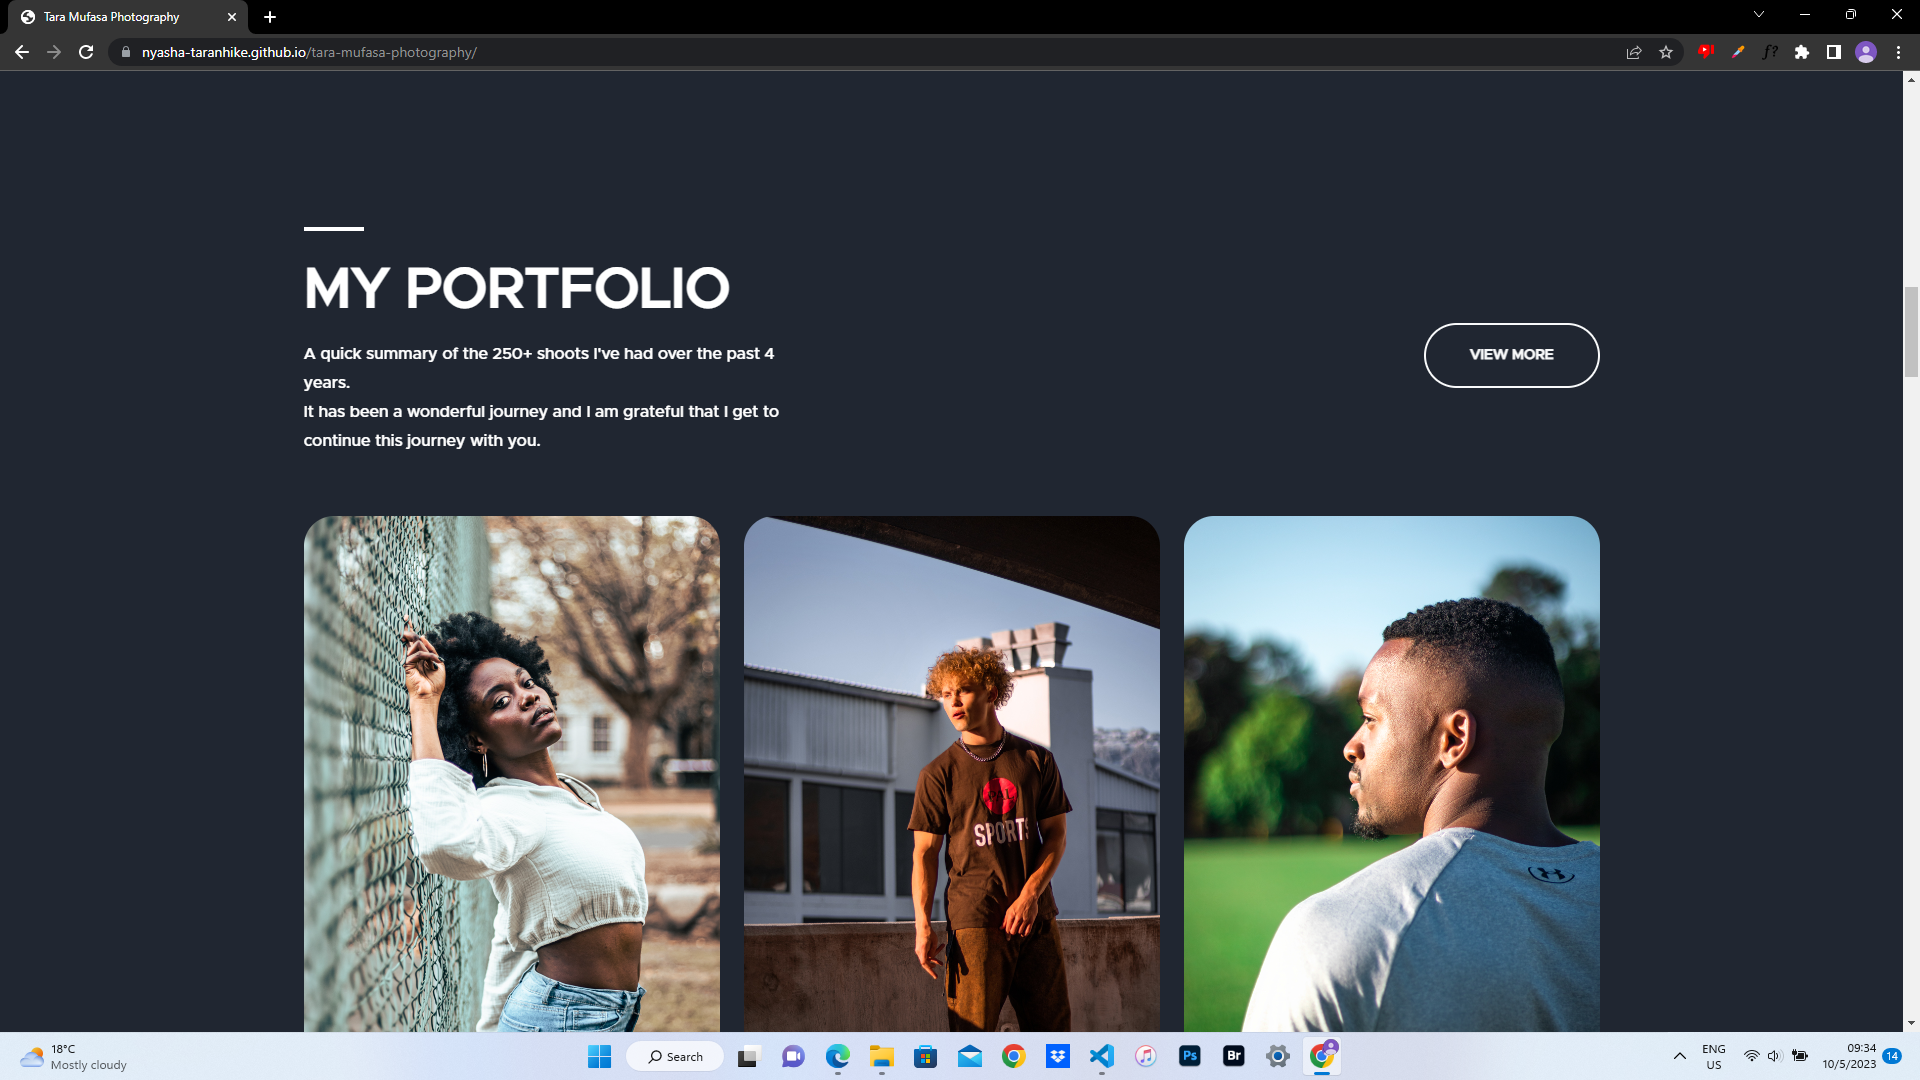 Tara Mufasa Photography
nyasha-taranhike.github.io/tara-mufasa-photography/
f?
MY PORTFOLIO
A quick summary of the 250+ shoots I've had over the past 4
years.
It has been a wonderful journey and I am grateful that I get to
continue this journey with you.
VIEW MORE
SPORTS
18°C
Mostly cloudy
Search
Ps
Br
ENG
US
09:34
10/5/2023
14